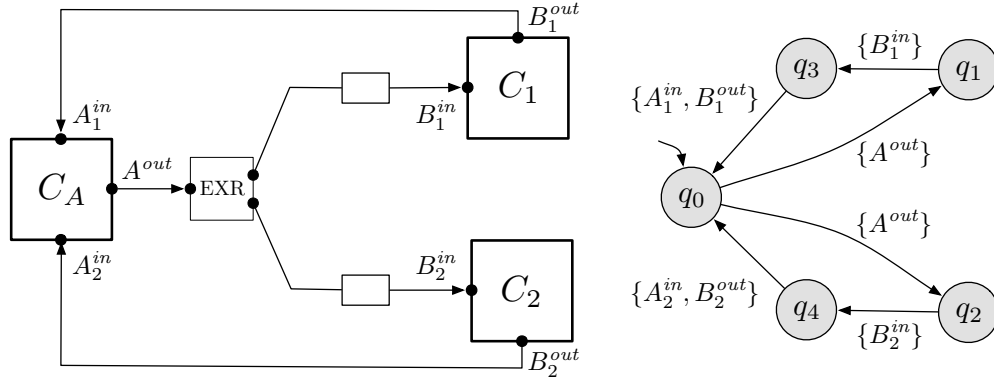 $B_1^{out}$
$A_1^{in}$
$C_1$
$B_1^{in}$
$C_A$
$A^{out}$
EXR
$A_2^{in}$
$B_2^{in}$
$C_2$
$B_2^{out}$
$q_3$
$\{B_1^{in}\}$
$q_1$
$\{A_1^{in}, B_1^{out}\}$
$\{A^{out}\}$
$q_0$
$\{A^{out}\}$
$\{A_2^{in}, B_2^{out}\}$
$q_4$
$\{B_2^{in}\}$
$q_2$